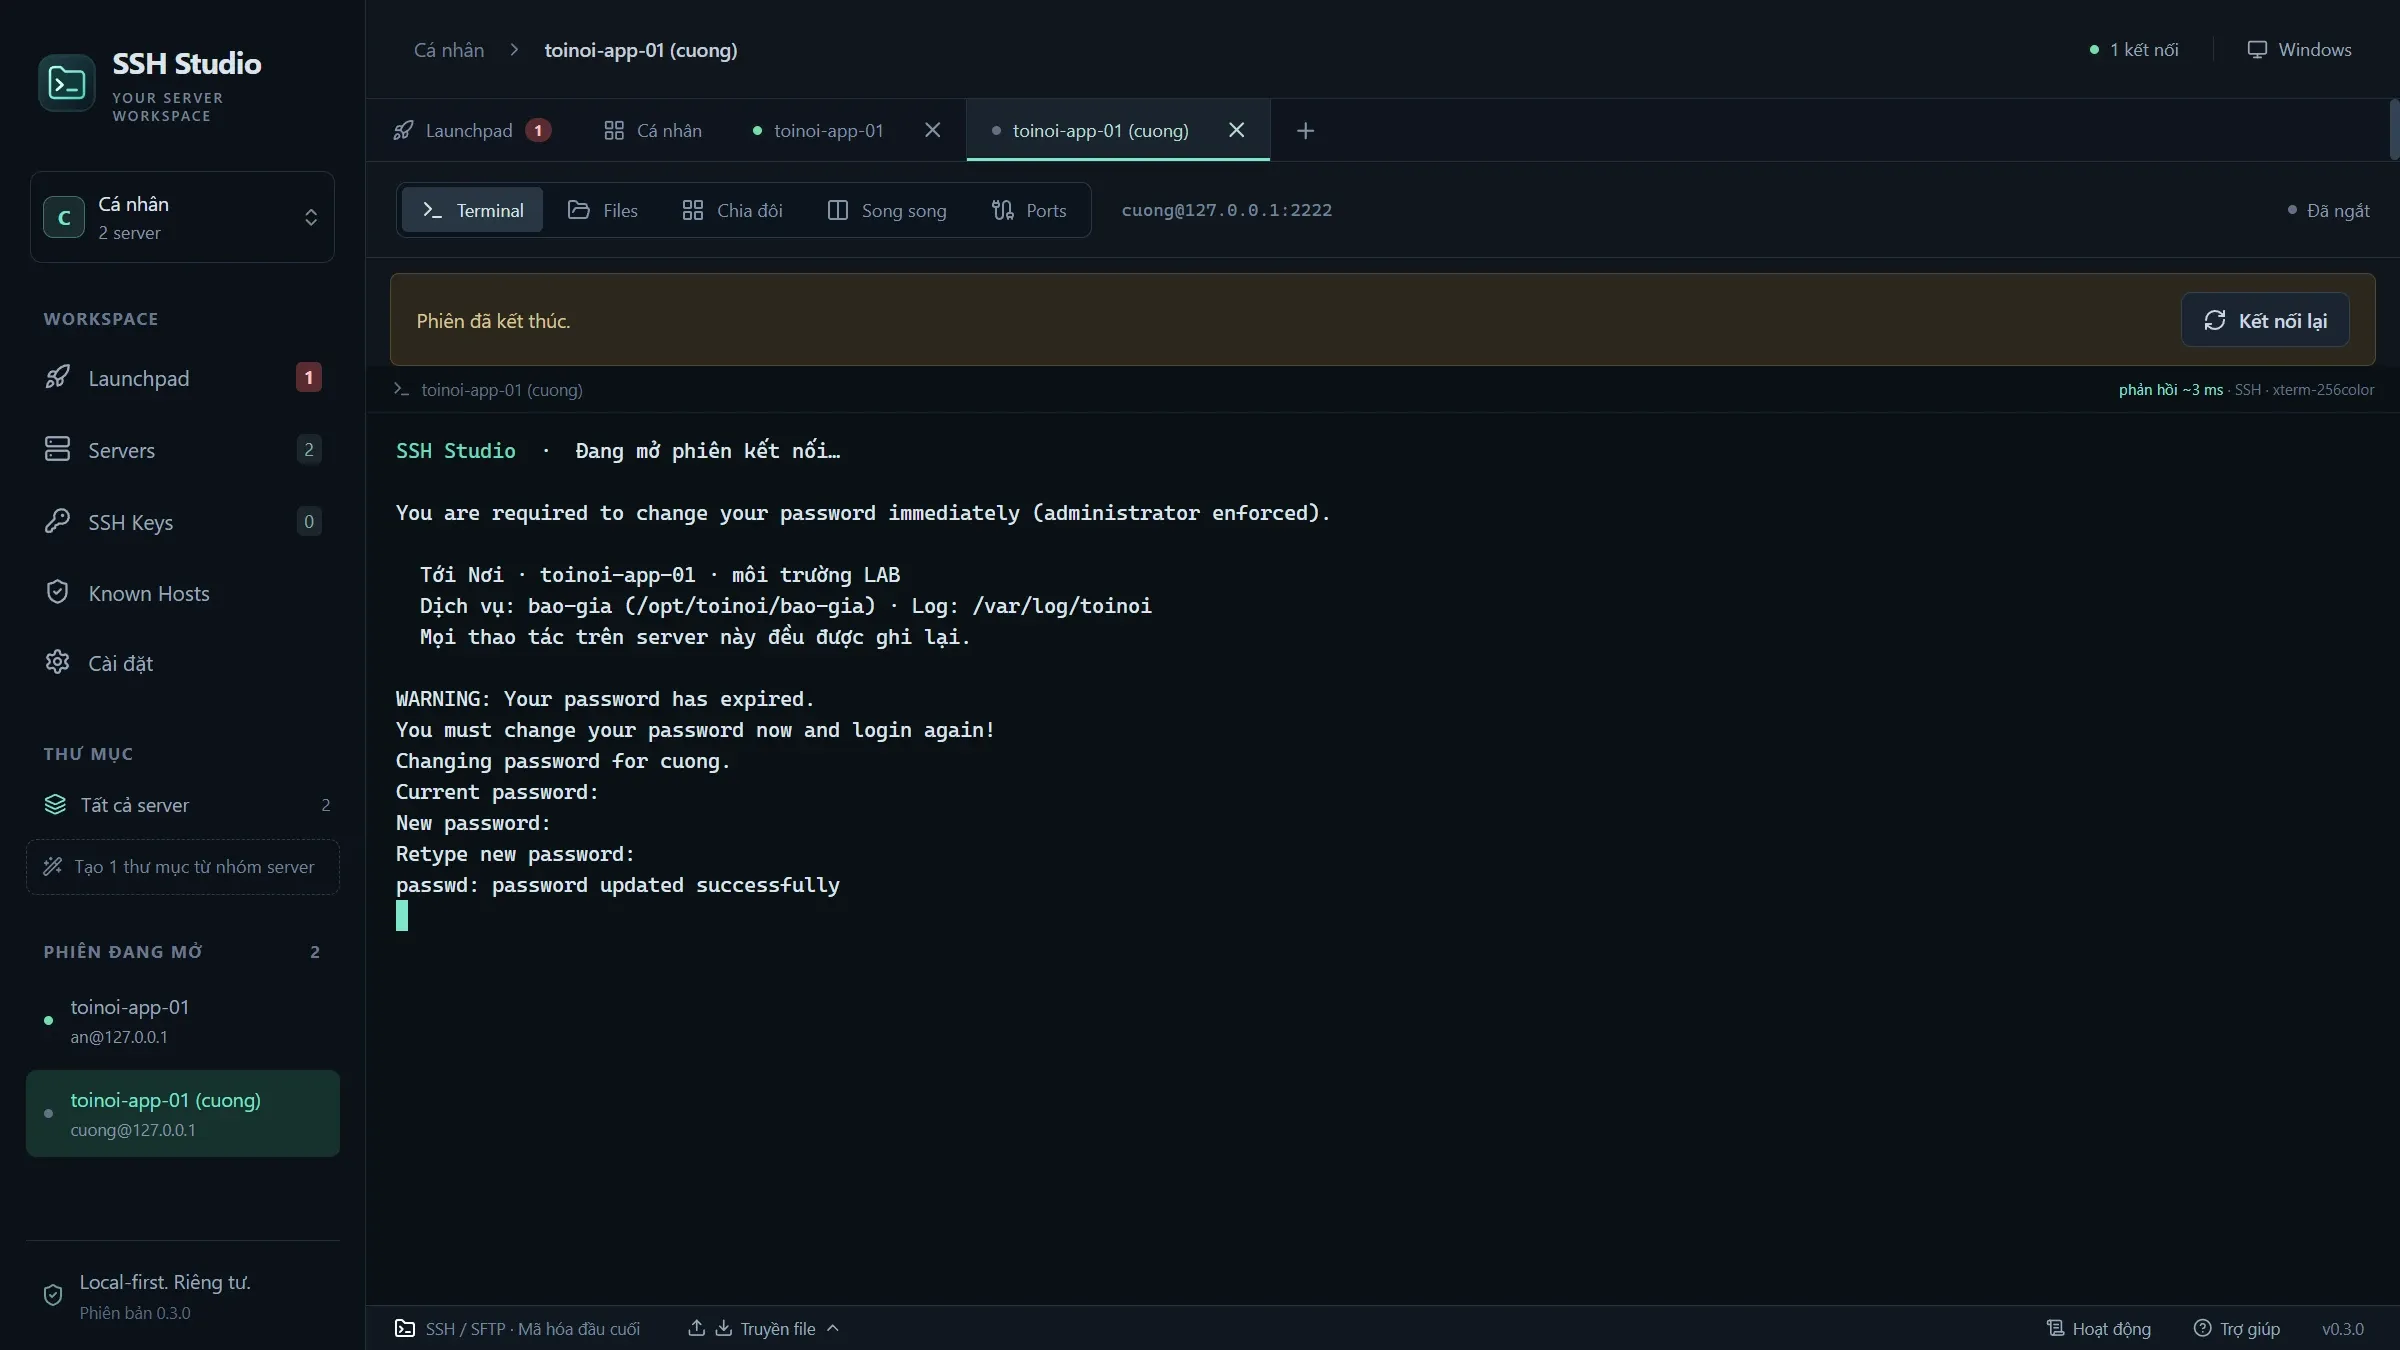 SSH Studio
YOUR SERVER
WORKSPACE
C
Cá nhân
2 server
WORKSPACE
Launchpad 1
Servers 2
SSH Keys 0
Known Hosts
Cài đặt
THƯ MỤC
Tất cả server 2
Tạo 1 thư mục từ nhóm server
PHIÊN ĐANG MỞ 2
toinoi-app-01
an@127.0.0.1
toinoi-app-01 (cuong)
cuong@127.0.0.1
Local-first. Riêng tư.
Phiên bản 0.3.0
Cá nhân > toinoi-app-01 (cuong)
1 kết nối
Windows
Launchpad 1
Cá nhân
toinoi-app-01
toinoi-app-01 (cuong)
Terminal
Files
Chia đôi
Song song
Ports
cuong@127.0.0.1:2222
Đã ngắt
Phiên đã kết thúc.
Kết nối lại
toinoi-app-01 (cuong)
phản hồi ~3 ms · SSH · xterm-256color
SSH Studio · Đang mở phiên kết nối…
You are required to change your password immediately (administrator enforced).
Tới Nơi · toinoi-app-01 · môi trường LAB
Dịch vụ: bao-gia (/opt/toinoi/bao-gia) · Log: /var/log/toinoi
Mọi thao tác trên server này đều được ghi lại.
WARNING: Your password has expired.
You must change your password now and login again!
Changing password for cuong.
Current password:
New password:
Retype new password:
passwd: password updated successfully
SSH / SFTP · Mã hóa đầu cuối
Truyền file
Hoạt động
Trợ giúp
v0.3.0